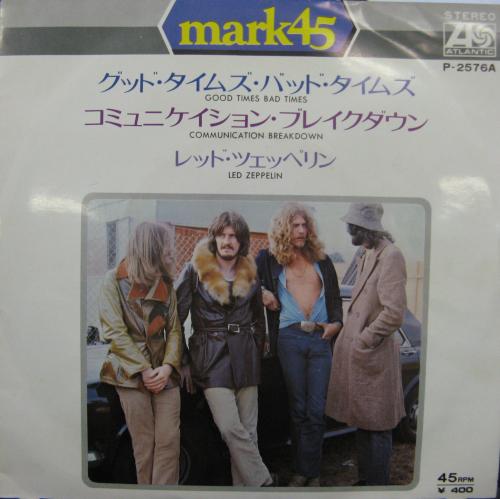 mark45
STEREO
ATLANTIC
P-2576A
グッド・タイムズ・バッド・タイムズ
GOOD TIMES BAD TIMES
コミュニケイション・ブレイクダウン
COMMUNICATION BREAKDOWN
レッド・ツェッペリン
LED ZEPPELIN
45RPM
¥ 400